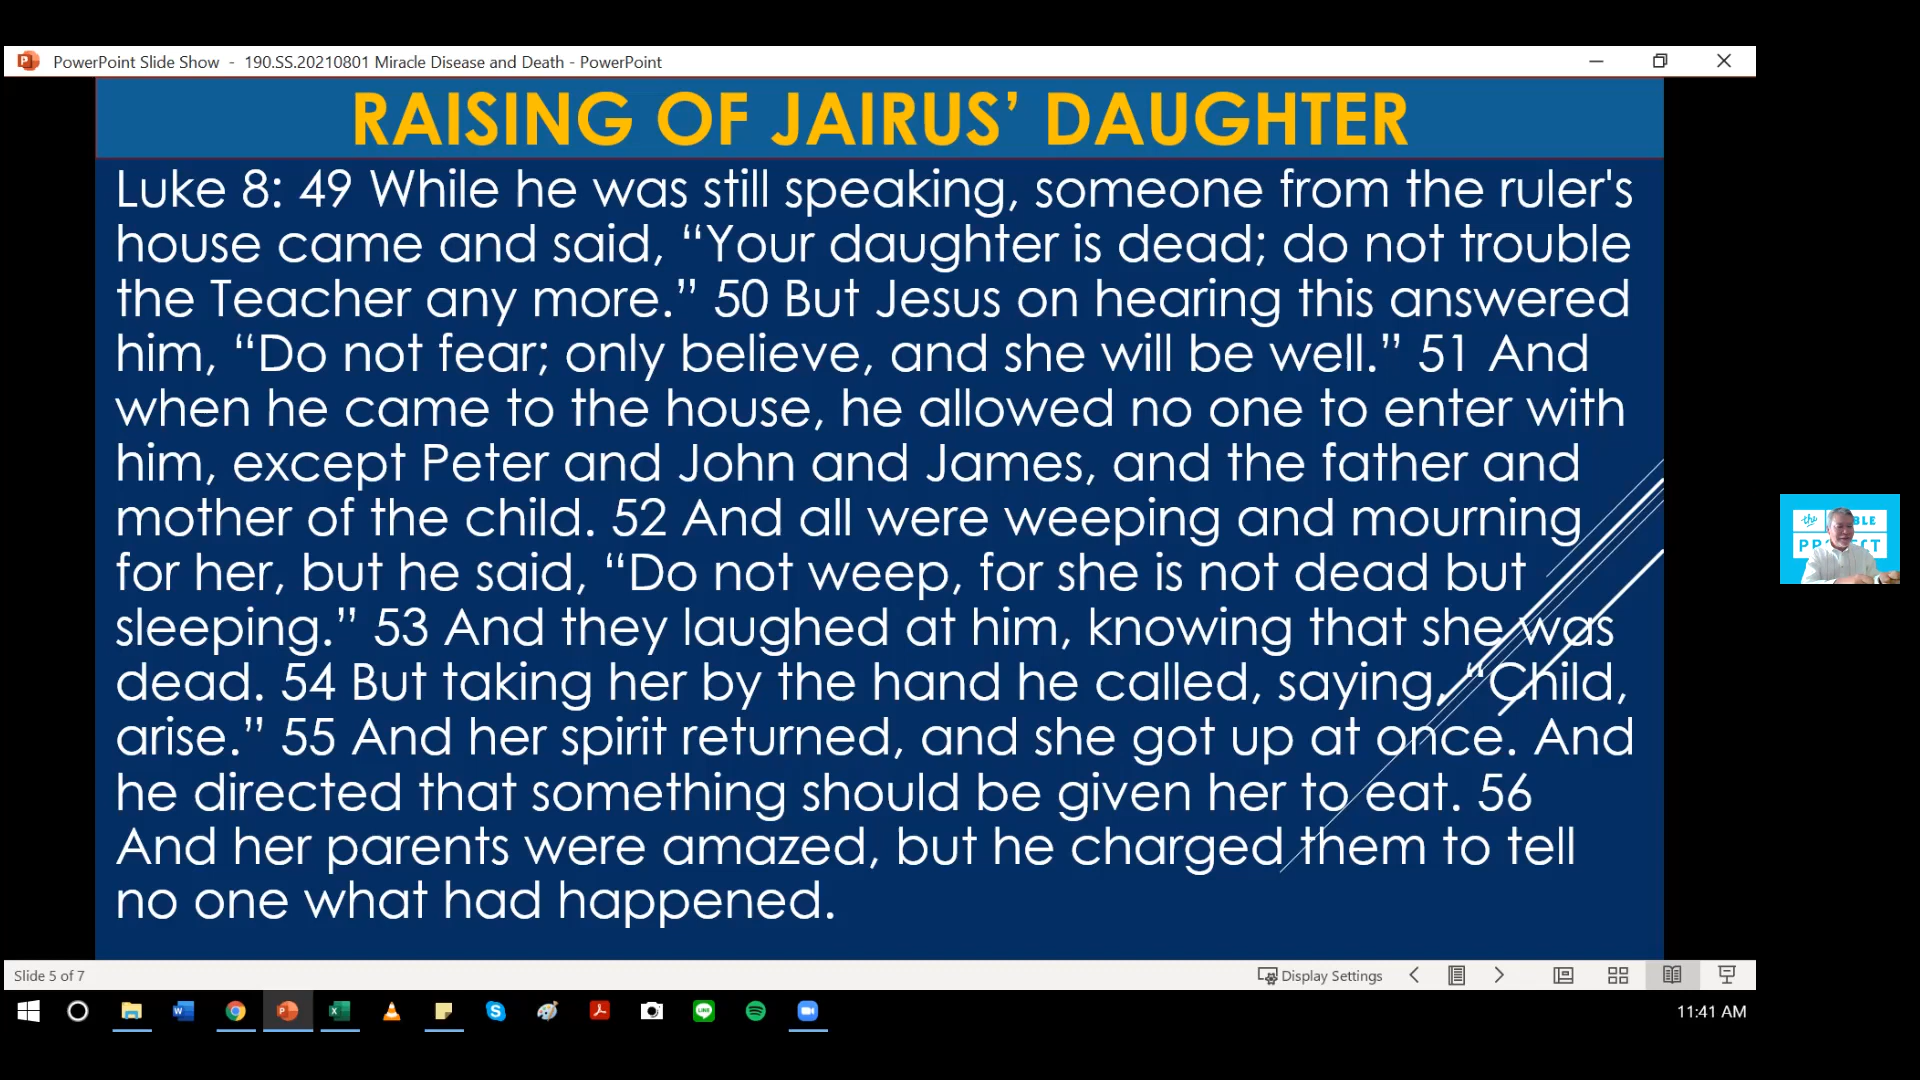 PowerPoint Slide Show - 190.SS.20210801 Miracle Disease and Death - PowerPoint
RAISING OF JAIRUS’ DAUGHTER
Luke 8: 49 While he was still speaking, someone from the ruler's
house came and said, “Your daughter is dead; do not trouble
the Teacher any more.” 50 But Jesus on hearing this answered
him, “Do not fear; only believe, and she will be well.” 51 And
when he came to the house, he allowed no one to enter with
him, except Peter and John and James, and the father and
mother of the child. 52 And all were weeping and mourning
for her, but he said, “Do not weep, for she is not dead but
sleeping.” 53 And they laughed at him, knowing that she was
dead. 54 But taking her by the hand he called, saying, “Child,
arise.” 55 And her spirit returned, and she got up at once. And
he directed that something should be given her to eat. 56
And her parents were amazed, but he charged them to tell
no one what had happened.
the
Slide 5 of 7
Display Settings
11:41 AM